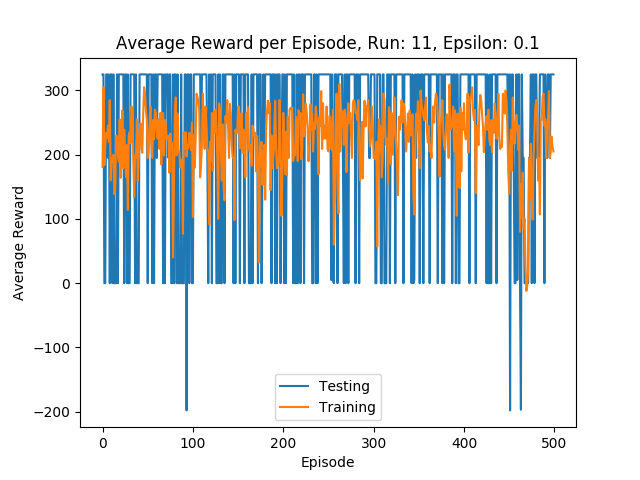 Average Reward per Episode, Run: 11, Epsilon: 0.1
300
200
100
0
−100
−200
Average Reward
Testing
Training
0 100 200 300 400 500
Episode